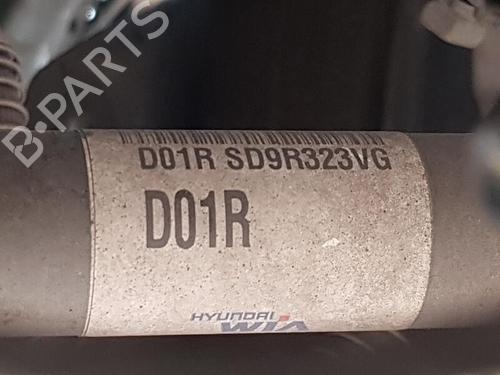 B-PARTS
D01R SD9R323VG
D01R
HYUNDAI
WIA